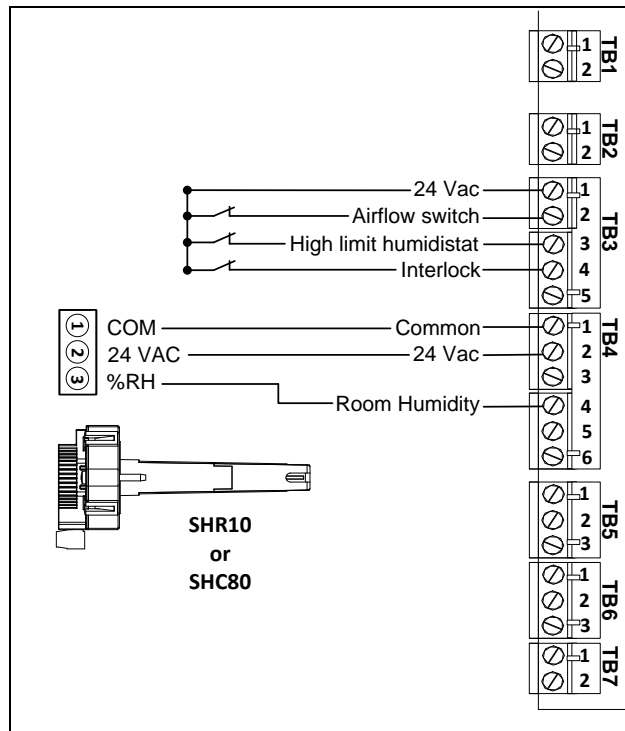 1
TB1
2
1
TB2
2
24 Vac
1
Airflow switch
2
TB3
High limit humidistat
3
Interlock
4
5
1 COM
Common
1
TB4
2 24 VAC
24 Vac
2
3 %RH
3
Room Humidity
4
5
6
SHR10
or
SHC80
1
TB5
2
3
1
TB6
2
3
1
TB7
2